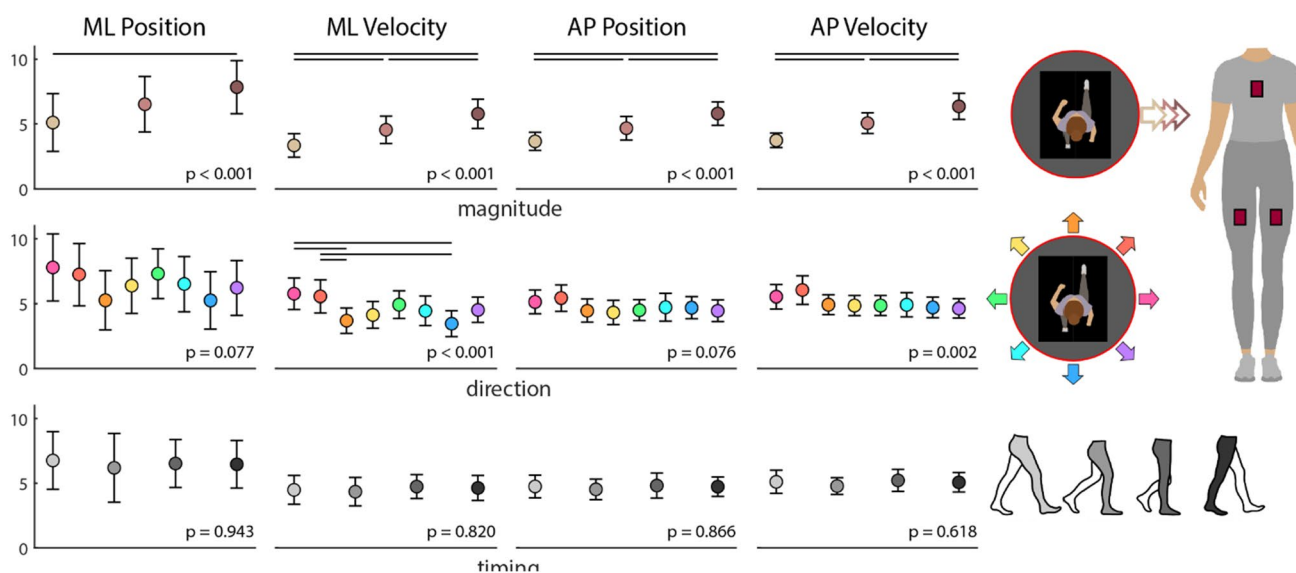 ML Position ML Velocity AP Position AP Velocity
10
5
0
p < 0.001 p < 0.001 p < 0.001 p < 0.001
magnitude
10
5
0
p = 0.077 p < 0.001 p = 0.076 p = 0.002
direction
10
5
0
p = 0.943 p = 0.820 p = 0.866 p = 0.618
timing